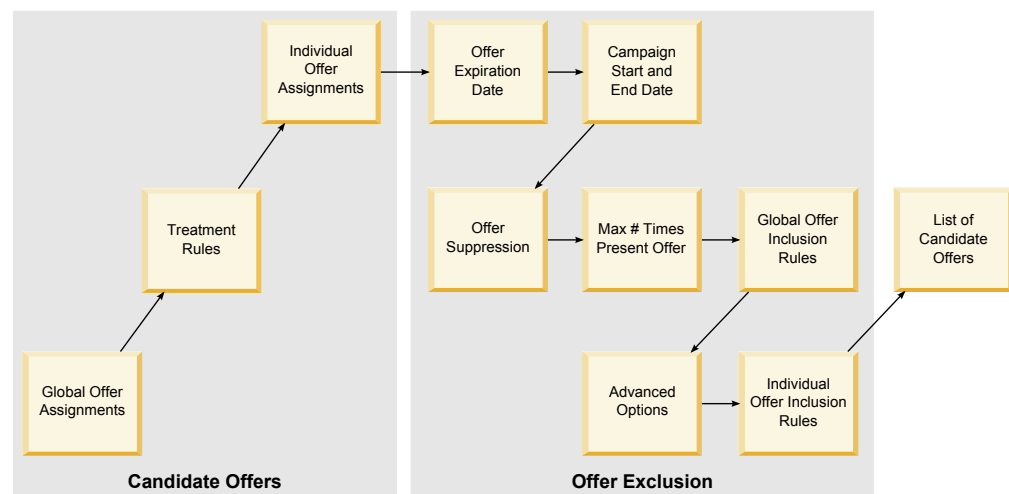 Individual
Offer
Assignments
Offer
Expiration
Date
Campaign
Start and
End Date
Treatment
Rules
Offer
Suppression
Max # Times
Present Offer
Global Offer
Inclusion
Rules
List of
Candidate
Offers
Global Offer
Assignments
Advanced
Options
Individual
Offer Inclusion
Rules
Candidate Offers
Offer Exclusion